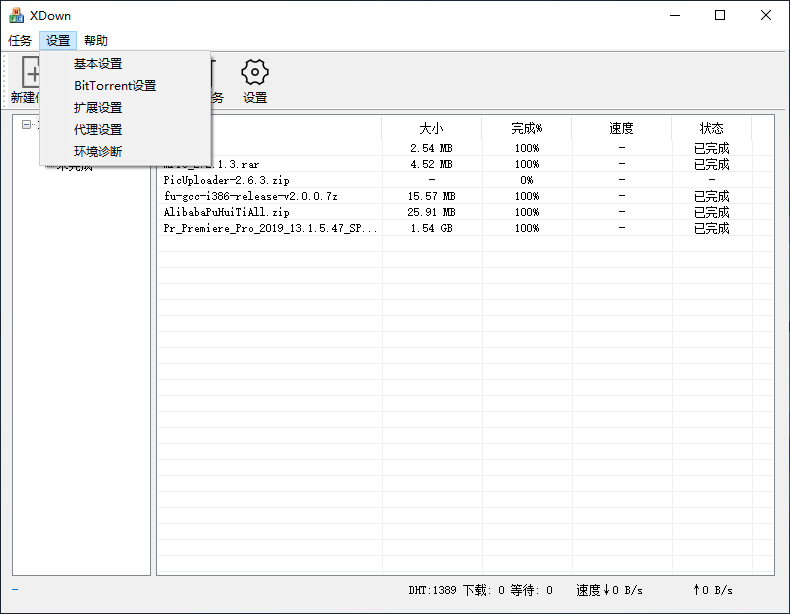 XDown
任务 设置 帮助
基本设置
BitTorrent设置
扩展设置
代理设置
环境诊断
新建 务 设置
大小 完成% 速度 状态
2.54 MB 100% - 已完成
1.3.rar 4.52 MB 100% - 已完成
PicUploader-2.6.3.zip - 0% - -
fu-gcc-i386-release-v2.0.0.7z 15.57 MB 100% - 已完成
AlibabaPuHuiTiAll.zip 25.91 MB 100% - 已完成
Pr_Premiere_Pro_2019_13.1.5.47_SP... 1.54 GB 100% - 已完成
未完成
- DHT:1389 下载: 0 等待: 0 速度↓0 B/s ↑0 B/s